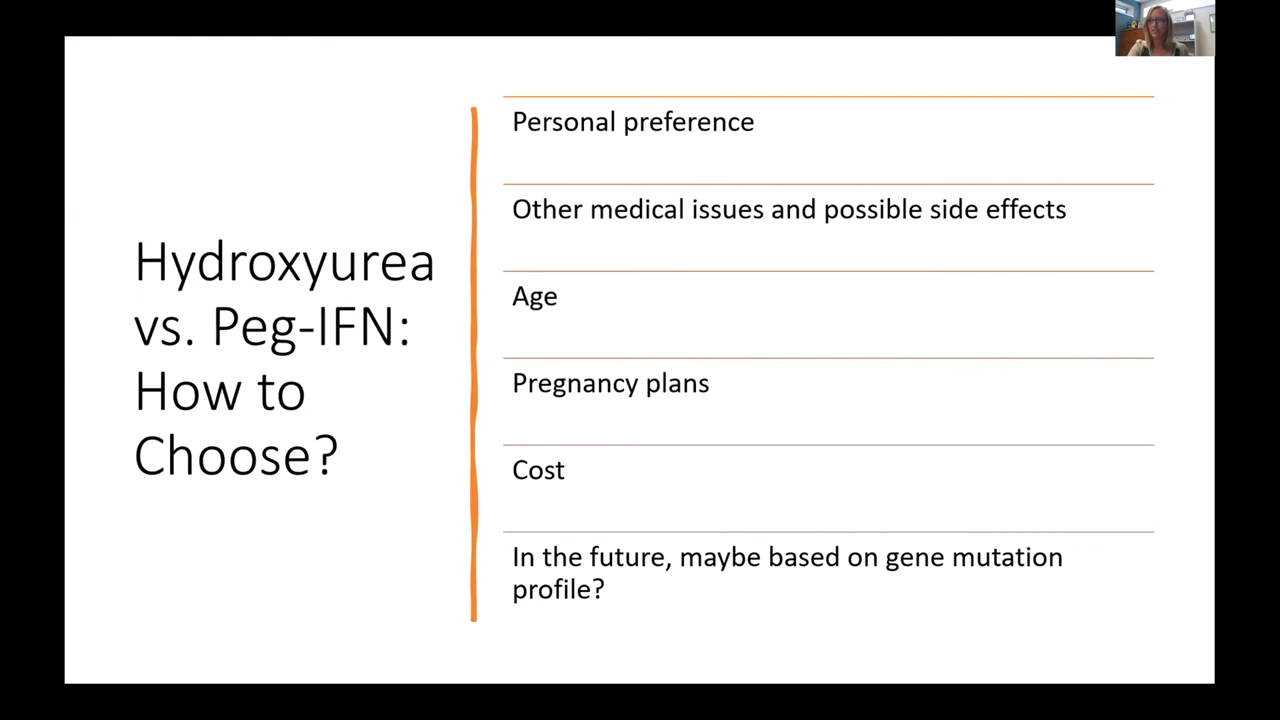 Hydroxyurea
vs. Peg-IFN:
How to
Choose?
Personal preference
Other medical issues and possible side effects
Age
Pregnancy plans
Cost
In the future, maybe based on gene mutation
profile?